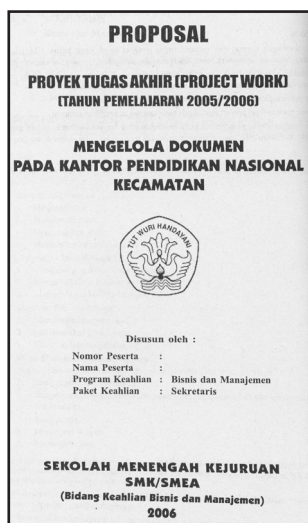 PROPOSAL
PROYEK TUGAS AKHIR (PROJECT WORK)
(TAHUN PEMELAJARAN 2005/2006)
MENGELOLA DOKUMEN
PADA KANTOR PENDIDIKAN NASIONAL
KECAMATAN
TUT WURI HANDAYANI
Disusun oleh :
Nomor Peserta :
Nama Peserta :
Program Keahlian : Bisnis dan Manajemen
Paket Keahlian : Sekretaris
SEKOLAH MENENGAH KEJURUAN
SMK/SMEA
(Bidang Keahlian Bisnis dan Manajemen)
2006